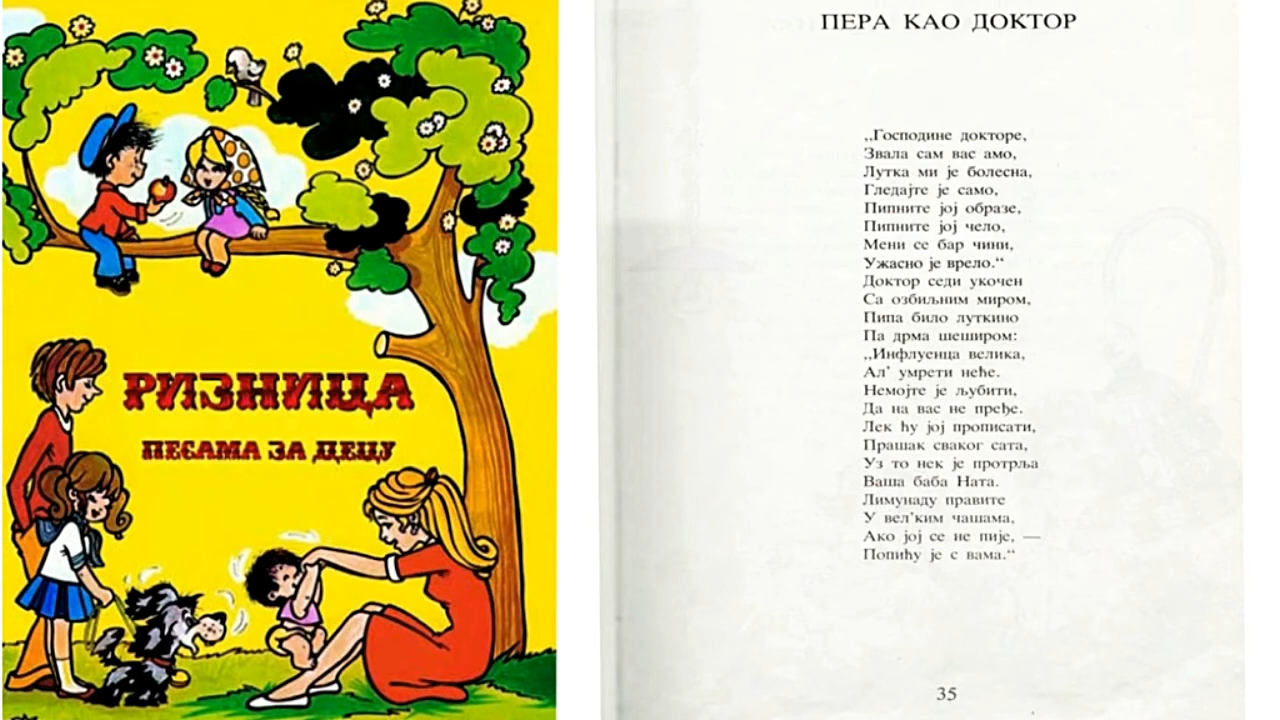 РИЗНИЦА
ПЕСАМА ЗА ДЕЦУ
ПЕРА КАО ДОКТОР
,,Господине докторе,
Звала сам вас амо,
Лутка ми је болесна,
Гледајте је само,
Пипните јој образе,
Пипните јој чело,
Мени се бар чини,
Ужасно је врело.“
Доктор седи укочен
Са озбиљним миром,
Пипа било луткино
Па дрма шеширом:
,,Инфлуенца велика,
Ал’ умрети неће.
Немојте је љубити,
Да на вас не пређе.
Лек ћу јој прописати,
Прашак сваког сата,
Уз то нек је протрља
Ваша баба Ната.
Лимунаду правите
У вел’ким чашама,
Ако јој се не пије, —
Попићу је с вама.“
35